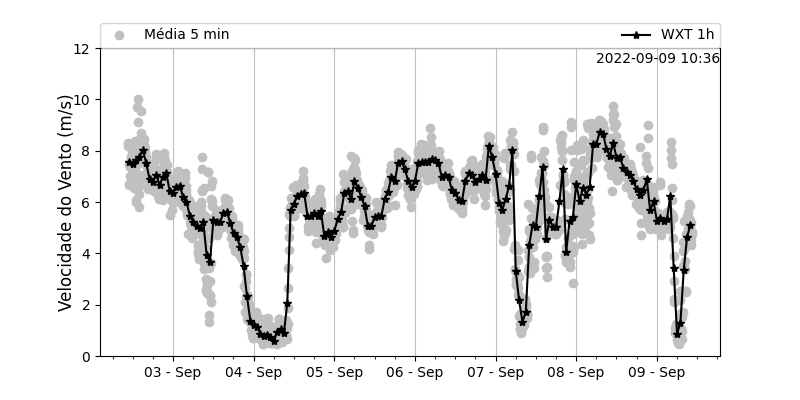 Média 5 min
WXT 1h
2022-09-09 10:36
Velocidade do Vento (m/s)
12
10
8
6
4
2
0
03 - Sep
04 - Sep
05 - Sep
06 - Sep
07 - Sep
08 - Sep
09 - Sep